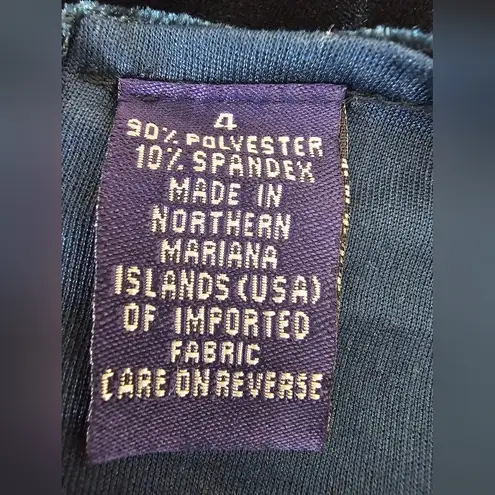 4
90% POLYESTER
10% SPANDEX
MADE IN
NORTHERN
MARIANA
ISLANDS (USA)
OF IMPORTED
FABRIC
CARE ON REVERSE